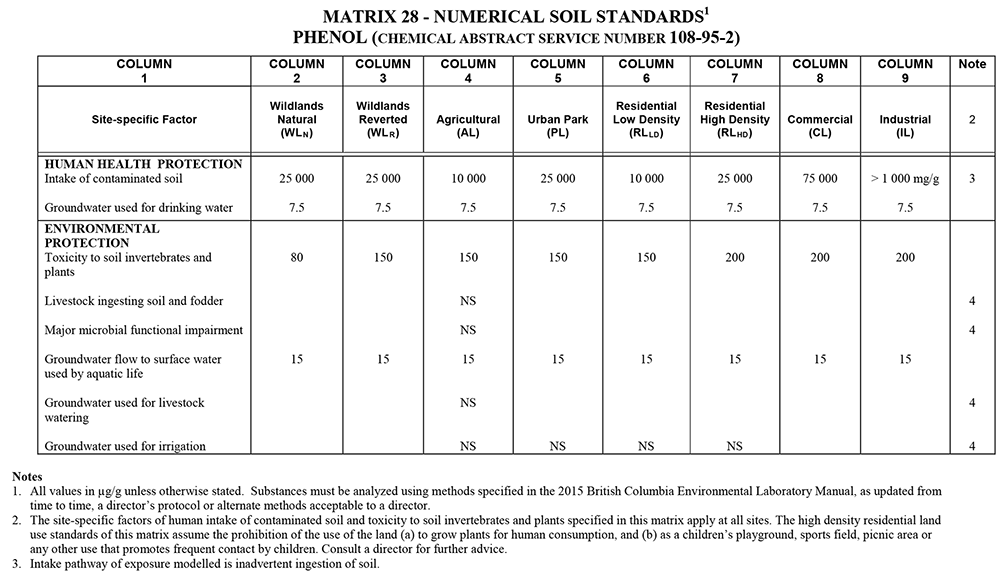 MATRIX 28 - NUMERICAL SOIL STANDARDS1
PHENOL (CHEMICAL ABSTRACT SERVICE NUMBER 108-95-2)
COLUMN 1 COLUMN 2 COLUMN 3 COLUMN 4 COLUMN 5 COLUMN 6 COLUMN 7 COLUMN 8 COLUMN 9 Note
Site-specific Factor Wildlands Natural (WLN) Wildlands Reverted (WLR) Agricultural (AL) Urban Park (PL) Residential Low Density (RLLD) Residential High Density (RLHD) Commercial (CL) Industrial (IL) 2
HUMAN HEALTH PROTECTION
Intake of contaminated soil 25 000 25 000 10 000 25 000 10 000 25 000 75 000 > 1 000 mg/g 3
Groundwater used for drinking water 7.5 7.5 7.5 7.5 7.5 7.5 7.5 7.5
ENVIRONMENTAL
PROTECTION
Toxicity to soil invertebrates and 80 150 150 150 150 200 200 200
plants
Livestock ingesting soil and fodder NS 4
Major microbial functional impairment NS 4
Groundwater flow to surface water 15 15 15 15 15 15 15 15
used by aquatic life
Groundwater used for livestock NS 4
watering
Groundwater used for irrigation NS NS NS NS 4
Notes
1. All values in µg/g unless otherwise stated. Substances must be analyzed using methods specified in the 2015 British Columbia Environmental Laboratory Manual, as updated from
time to time, a director's protocol or alternate methods acceptable to a director.
2. The site-specific factors of human intake of contaminated soil and toxicity to soil invertebrates and plants specified in this matrix apply at all sites. The high density residential land
use standards of this matrix assume the prohibition of the use of the land (a) to grow plants for human consumption, and (b) as a children's playground, sports field, picnic area or
any other use that promotes frequent contact by children. Consult a director for further advice.
3. Intake pathway of exposure modelled is inadvertent ingestion of soil.